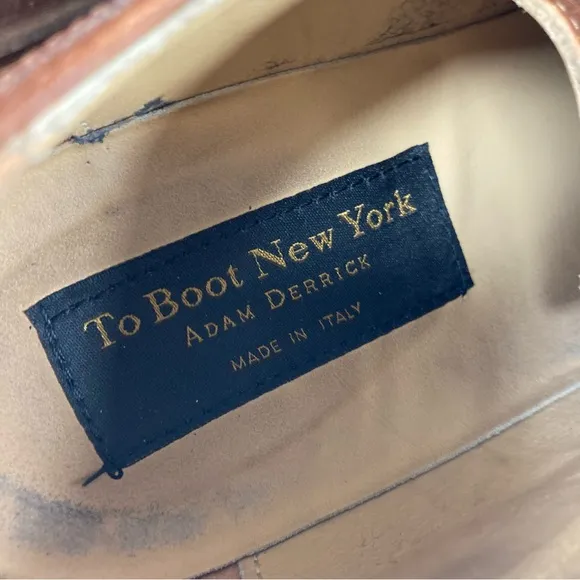 To Boot New York
Adam Derrick
Made in Italy